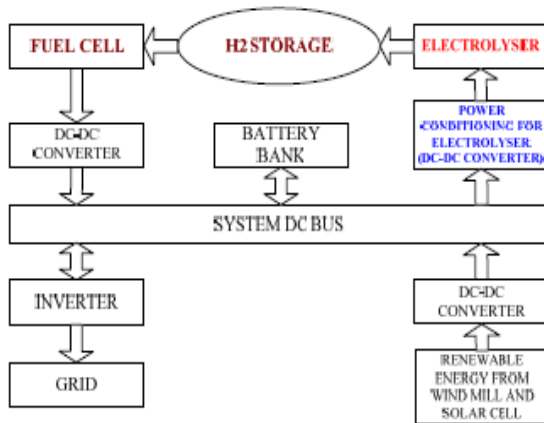 FUEL CELL
H2 STORAGE
ELECTROLYSER
DC-DC
CONVERTER
BATTERY
BANK
POWER
CONDITIONING FOR
ELECTROLYSER
(DC-DC CONVERTER)
SYSTEM DC BUS
INVERTER
DC-DC
CONVERTER
GRID
RENEWABLE
ENERGY FROM
WIND MILL AND
SOLAR CELL